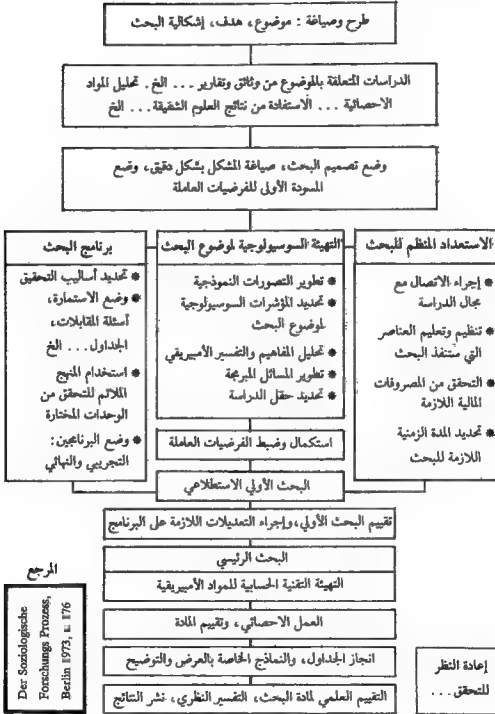 طرح وصياغة : موضوع، هدف، إشكالية البحث
الدراسات المتعلقة بالموضوع من وثائق وتقارير ... الخ . تحليل المواد
الاحصائية ... الاستفادة من نتائج العلوم الشقيقة ... الخ
وضع تصميم البحث، صياغة المشكل بشكل دقيق، وضع
المسودة الأولى للفرضيات العاملة
الاستعداد المنظم للبحث
* إجراء الاتصال مع
مجال الدراسة
* تنظيم وتعليم العناصر
التي ستنفذ البحث
* التحقق من المصروفات
المالية اللازمة
* تحديد المدة الزمنية
اللازمة للبحث
التهيئة السوسيولوجية لموضوع البحث
* تطوير التصورات النموذجية
* تحديد المؤشرات السوسيولوجية
لموضوع البحث
* تحليل المفاهيم والتفسير الأمبيريقي
* تطوير المسائل المبرمجة
* تحديد حقل الدراسة
برنامج البحث
* تحديد أساليب التحقيق
* وضع الاستمارة،
أسئلة المقابلات،
الجداول ... الخ
* استخدام المنهج
الملائم للتحقق من
الوحدات المختارة
* وضع البرنامجين :
التجريبي والنهائي
استكمال وضبط الفرضيات العاملة
البحث الأولي الاستطلاعي
تقييم البحث الأولي، وإجراء التعديلات اللازمة على البرنامج
البحث الرئيسي
التهيئة التقنية الحسابية للمواد الأمبيريقية
العمل الاحصائي، وتقييم المادة
انجاز الجداول، والنماذج الخاصة بالعرض والتوضيح
التقييم العلمي لمادة البحث، التفسير النظري، نشر النتائج
إعادة النظر
للتحقق ...
المرجع
Der Soziologische
Forschungs Prozess,
Berlin 1973,